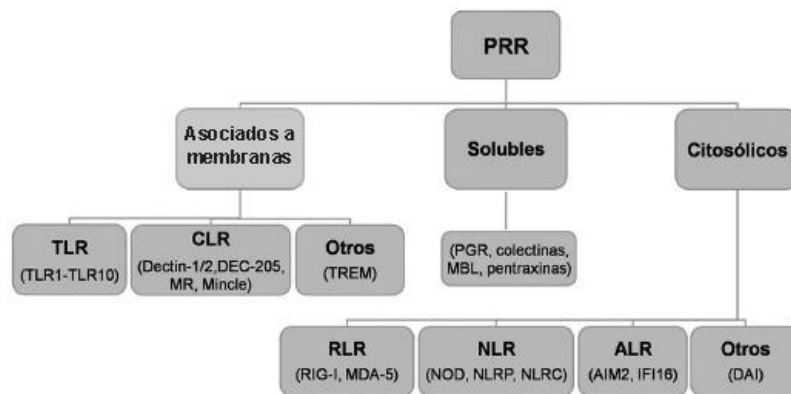 PRR
Asociados a
membranas
Solubles
Citosólicos
TLR
(TLR1-TLR10)
CLR
(Dectin-1/2,DEC-205,
MR, Mincle)
Otros
(TREM)
(PGR, colectinas,
MBL, pentraxinas)
RLR
(RIG-I, MDA-5)
NLR
(NOD, NLRP, NLRC)
ALR
(AIM2, IFI16)
Otros
(DAI)